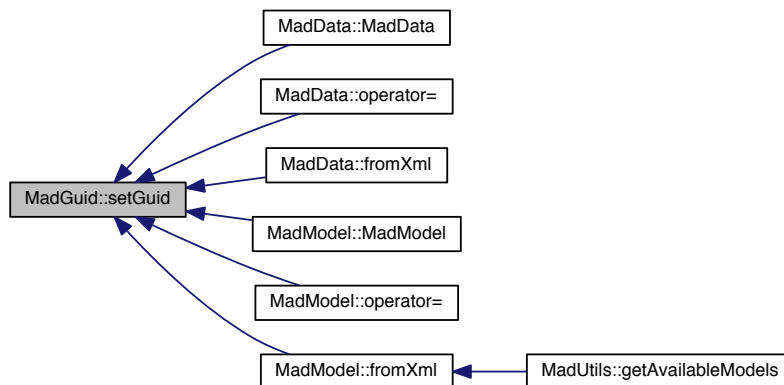 MadData::MadData
MadData::operator=
MadData::fromXml
MadGuid::setGuid
MadModel::MadModel
MadModel::operator=
MadModel::fromXml
MadUtils::getAvailableModels